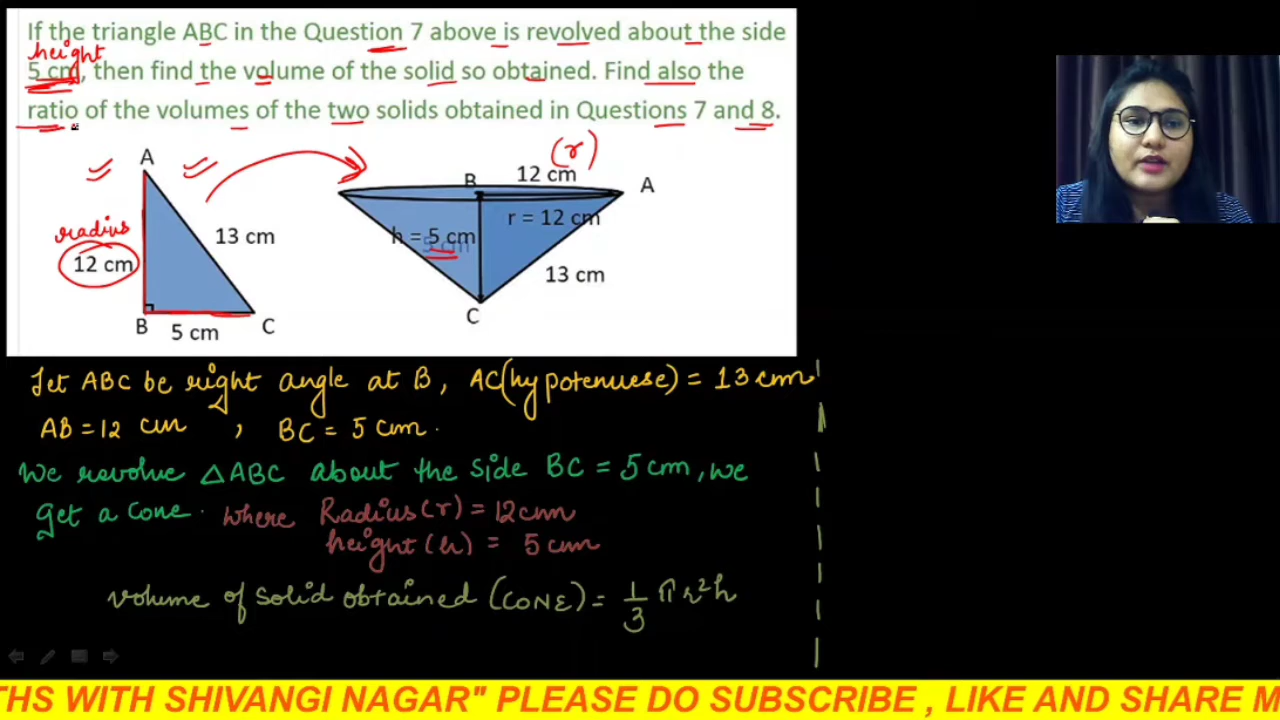 If the triangle ABC in the Question 7 above is revolved about the side
height
5 cm, then find the volume of the solid so obtained. Find also the
ratio of the volumes of the two solids obtained in Questions 7 and 8.
(r)
A
B
12 cm
A
radius
12 cm
13 cm
h = 5 cm
5 cm
r = 12 cm
13 cm
B
5 cm
C
C
Let ABC be right angle at B, AC(hypotenuese) = 13 cm
AB = 12 cm , BC = 5 cm.
We revolve △ABC about the side BC = 5 cm, we
get a cone. where Radius(r) = 12cm
height(h) = 5 cm
volume of solid obtained (CONE) = 1/3 πr²h
THS WITH SHIVANGI NAGAR" PLEASE DO SUBSCRIBE , LIKE AND SHARE M